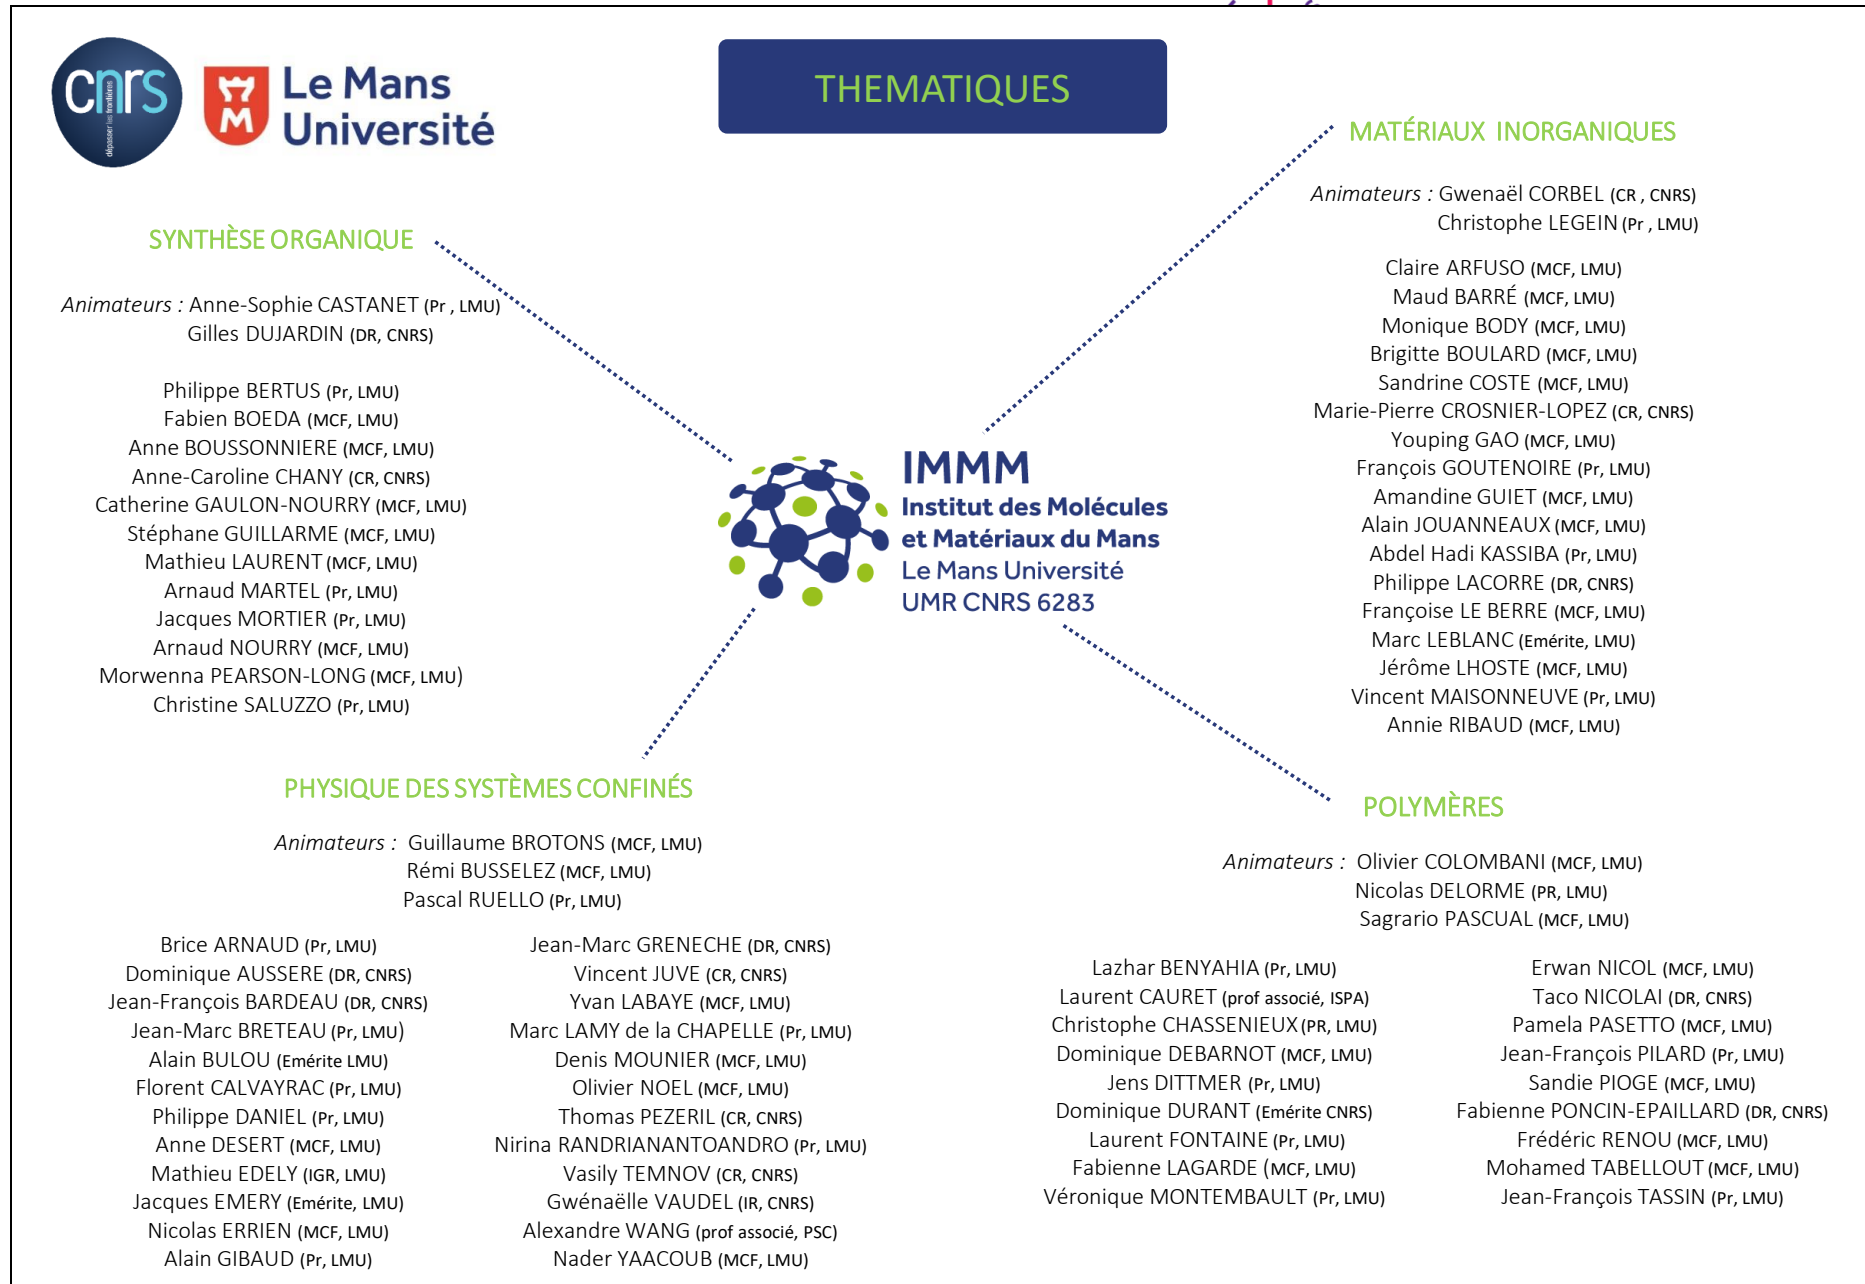 cnrs
dépasser les frontières
Le Mans
Université
THEMATIQUES
SYNTHÈSE ORGANIQUE
Animateurs : Anne-Sophie CASTANET (Pr , LMU)
Gilles DUJARDIN (DR, CNRS)
Philippe BERTUS (Pr, LMU)
Fabien BOEDA (MCF, LMU)
Anne BOUSSONNIERE (MCF, LMU)
Anne-Caroline CHANY (CR, CNRS)
Catherine GAULON-NOURRY (MCF, LMU)
Stéphane GUILLARME (MCF, LMU)
Mathieu LAURENT (MCF, LMU)
Arnaud MARTEL (Pr, LMU)
Jacques MORTIER (Pr, LMU)
Arnaud NOURRY (MCF, LMU)
Morwenna PEARSON-LONG (MCF, LMU)
Christine SALUZZO (Pr, LMU)
MATÉRIAUX INORGANIQUES
Animateurs : Gwenaël CORBEL (CR , CNRS)
Christophe LEGEIN (Pr , LMU)
Claire ARFUSO (MCF, LMU)
Maud BARRÉ (MCF, LMU)
Monique BODY (MCF, LMU)
Brigitte BOULARD (MCF, LMU)
Sandrine COSTE (MCF, LMU)
Marie-Pierre CROSNIER-LOPEZ (CR, CNRS)
Youping GAO (MCF, LMU)
François GOUTENOIRE (Pr, LMU)
Amandine GUIET (MCF, LMU)
Alain JOUANNEAUX (MCF, LMU)
Abdel Hadi KASSIBA (Pr, LMU)
Philippe LACORRE (DR, CNRS)
Françoise LE BERRE (MCF, LMU)
Marc LEBLANC (Emérite, LMU)
Jérôme LHOSTE (MCF, LMU)
Vincent MAISONNEUVE (Pr, LMU)
Annie RIBAUD (MCF, LMU)
IMMM
Institut des Molécules
et Matériaux du Mans
Le Mans Université
UMR CNRS 6283
PHYSIQUE DES SYSTÈMES CONFINÉS
Animateurs : Guillaume BROTONS (MCF, LMU)
Rémi BUSSELEZ (MCF, LMU)
Pascal RUELLO (Pr, LMU)
Brice ARNAUD (Pr, LMU)
Dominique AUSSERE (DR, CNRS)
Jean-François BARDEAU (DR, CNRS)
Jean-Marc BRETEAU (Pr, LMU)
Alain BULOU (Emérite LMU)
Florent CALVAYRAC (Pr, LMU)
Philippe DANIEL (Pr, LMU)
Anne DESERT (MCF, LMU)
Mathieu EDELY (IGR, LMU)
Jacques EMERY (Emérite, LMU)
Nicolas ERRIEN (MCF, LMU)
Alain GIBAUD (Pr, LMU)
Jean-Marc GRENECHE (DR, CNRS)
Vincent JUVE (CR, CNRS)
Yvan LABAYE (MCF, LMU)
Marc LAMY de la CHAPELLE (Pr, LMU)
Denis MOUNIER (MCF, LMU)
Olivier NOEL (MCF, LMU)
Thomas PEZERIL (CR, CNRS)
Nirina RANDRIANANTOANDRO (Pr, LMU)
Vasily TEMNOV (CR, CNRS)
Gwénaëlle VAUDEL (IR, CNRS)
Alexandre WANG (prof associé, PSC)
Nader YAACOUB (MCF, LMU)
POLYMÈRES
Animateurs : Olivier COLOMBANI (MCF, LMU)
Nicolas DELORME (PR, LMU)
Sagrario PASCUAL (MCF, LMU)
Lazhar BENYAHIA (Pr, LMU)
Laurent CAURET (prof associé, ISPA)
Christophe CHASSENIEUX (PR, LMU)
Dominique DEBARNOT (MCF, LMU)
Jens DITTMER (Pr, LMU)
Dominique DURANT (Emérite CNRS)
Laurent FONTAINE (Pr, LMU)
Fabienne LAGARDE (MCF, LMU)
Véronique MONTEMBAULT (Pr, LMU)
Erwan NICOL (MCF, LMU)
Taco NICOLAI (DR, CNRS)
Pamela PASETTO (MCF, LMU)
Jean-François PILARD (Pr, LMU)
Sandie PIOGE (MCF, LMU)
Fabienne PONCIN-EPAILLARD (DR, CNRS)
Frédéric RENOU (MCF, LMU)
Mohamed TABELLOUT (MCF, LMU)
Jean-François TASSIN (Pr, LMU)